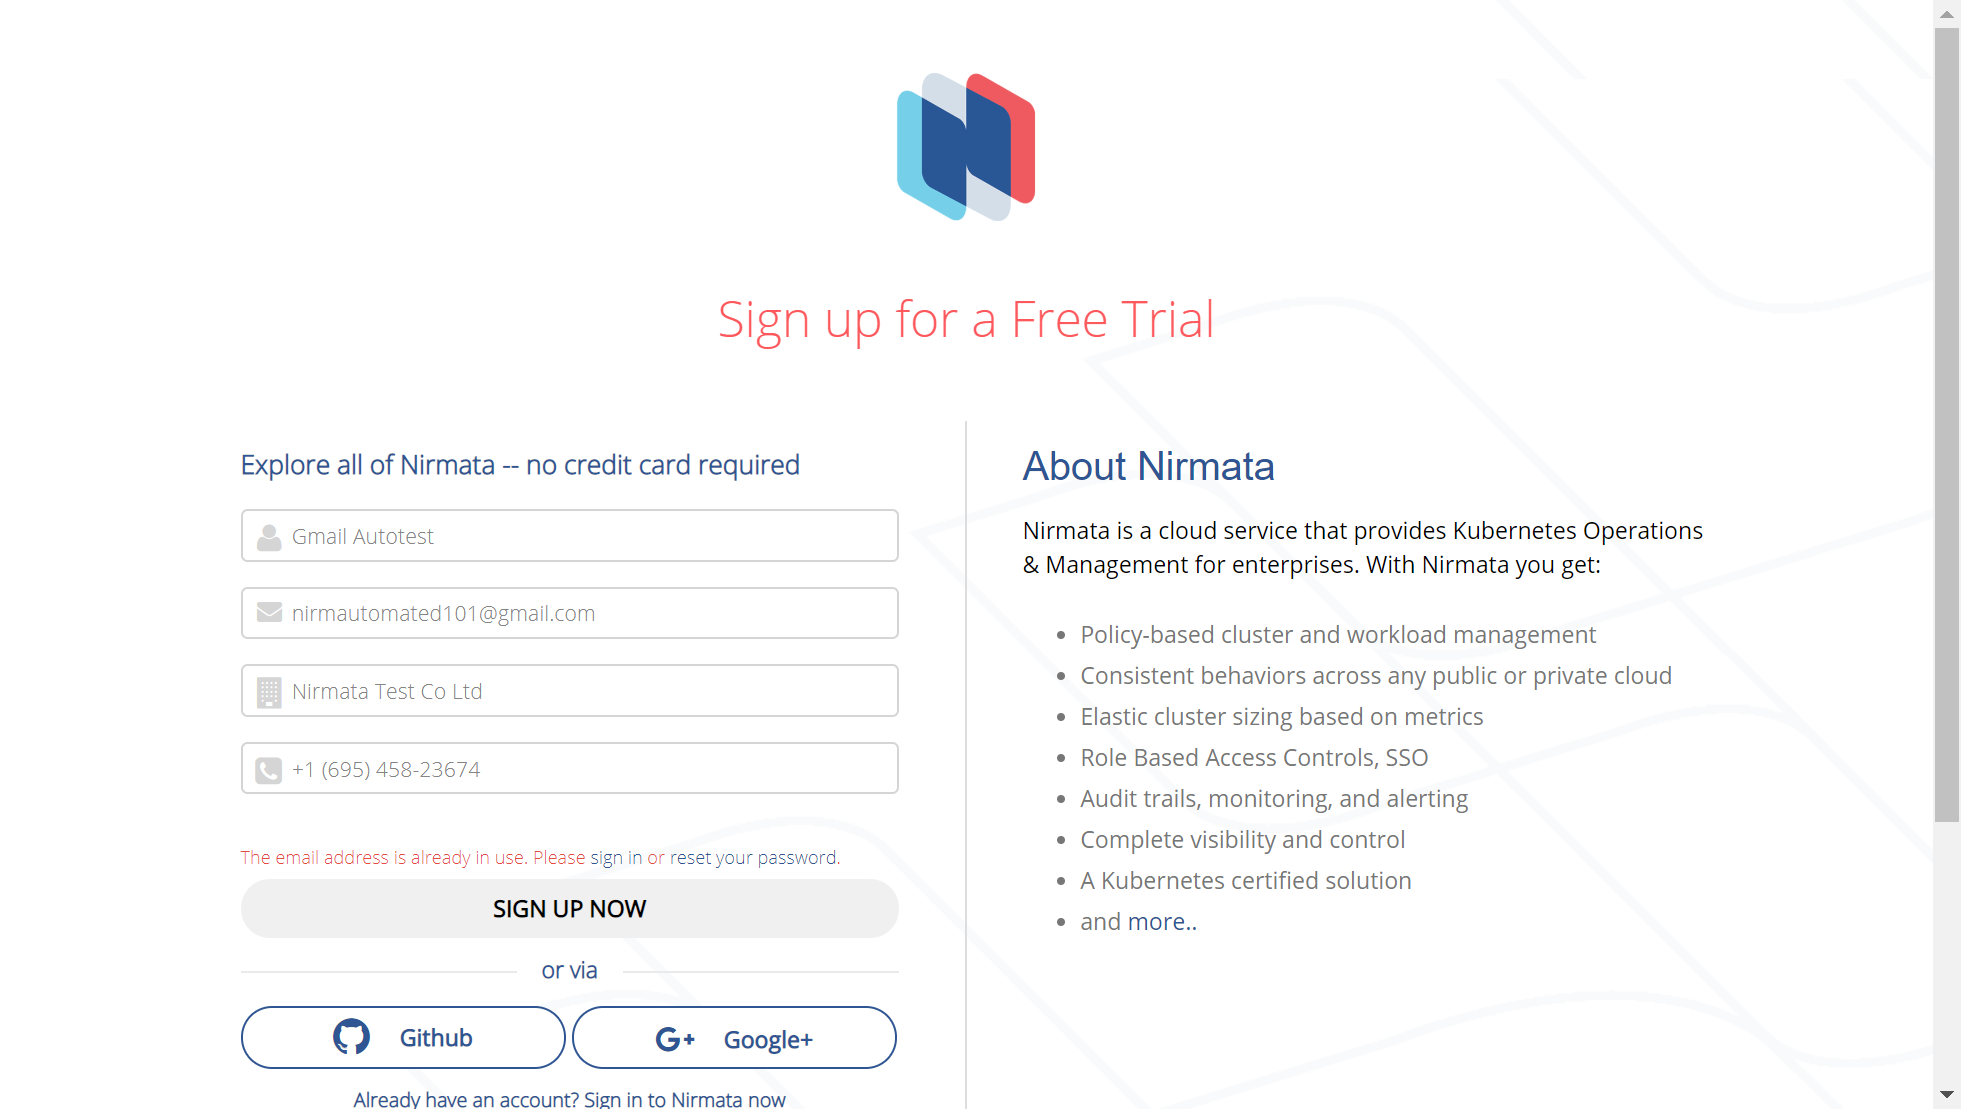 Sign up for a Free Trial
Explore all of Nirmata -- no credit card required
Gmail Autotest
nirmautomated101@gmail.com
Nirmata Test Co Ltd
+1 (695) 458-23674
The email address is already in use. Please sign in or reset your password.
SIGN UP NOW
or via
Github
G+ Google+
Already have an account? Sign in to Nirmata now
About Nirmata
Nirmata is a cloud service that provides Kubernetes Operations
& Management for enterprises. With Nirmata you get:
• Policy-based cluster and workload management
• Consistent behaviors across any public or private cloud
• Elastic cluster sizing based on metrics
• Role Based Access Controls, SSO
• Audit trails, monitoring, and alerting
• Complete visibility and control
• A Kubernetes certified solution
• and more..